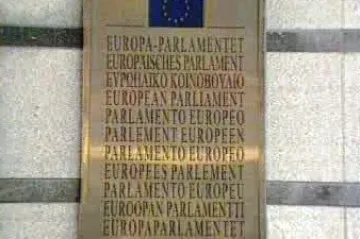 EUROPA-PARLAMENTET
EUROPÄISCHES PARLAMENT
ΕΥΡΩΠΑΪΚΟ ΚΟΙΝΟΒΟΥΛΙΟ
EUROPEAN PARLIAMENT
PARLAMENTO EUROPEO
PARLEMENT EUROPEEN
PARLAMENTO EUROPEO
EUROPEES PARLEMENT
PARLAMENTO EUROPEU
EUROOPAN PARLAMENTTI
EUROPAPARLAMENTET